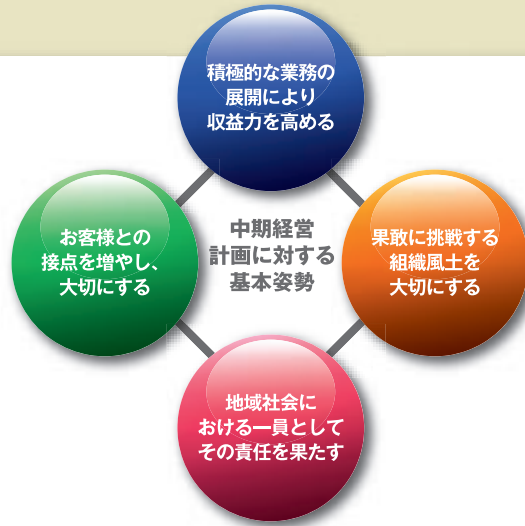 積極的な業務の
展開により
収益力を高める
お客様との
接点を増やし、
大切にする
中期経営
計画に対する
基本姿勢
果敢に挑戦する
組織風土を
大切にする
地域社会に
おける一員として
その責任を果たす